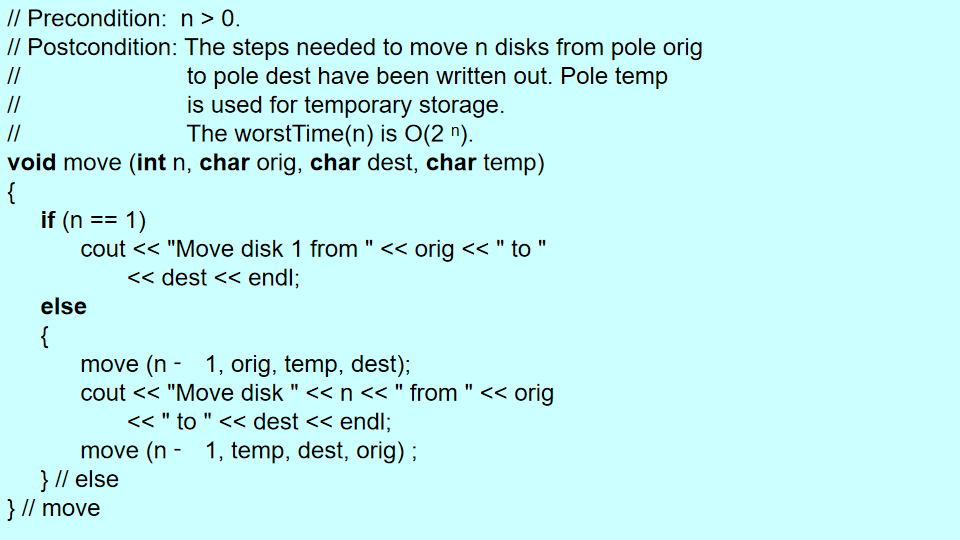 // Precondition:  n > 0.
// Postcondition: The steps needed to move n disks from pole orig
//                         to pole dest have been written out. Pole temp
//                         is used for temporary storage.
//                         The worstTime(n) is O(2 ⁿ).
void move (int n, char orig, char dest, char temp)
{
     if (n == 1)
           cout << "Move disk 1 from " << orig << " to "
                  << dest << endl;
     else
     {
           move (n -   1, orig, temp, dest);
           cout << "Move disk " << n << " from " << orig
                  << " to " << dest << endl;
           move (n -   1, temp, dest, orig) ;
     } // else
} // move